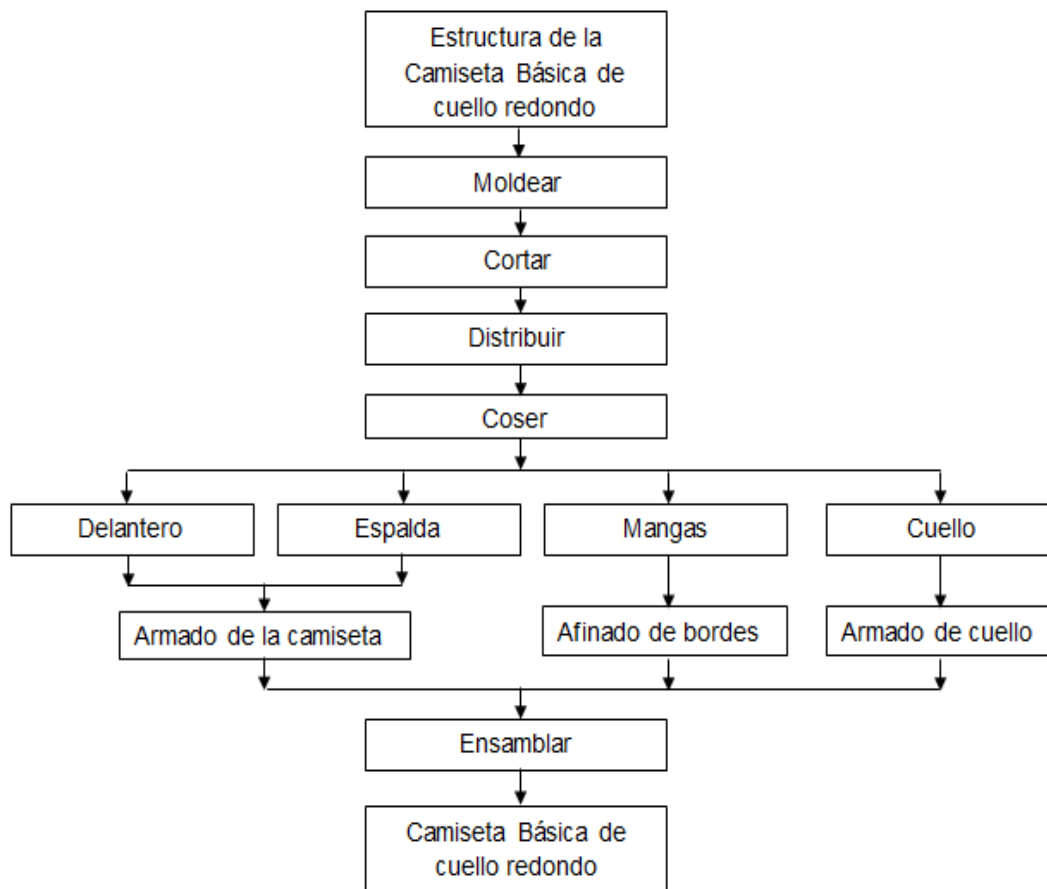 Estructura de la
Camiseta Básica de
cuello redondo
Moldear
Cortar
Distribuir
Coser
Delantero
Espalda
Mangas
Cuello
Armado de la camiseta
Afinado de bordes
Armado de cuello
Ensamblar
Camiseta Básica de
cuello redondo